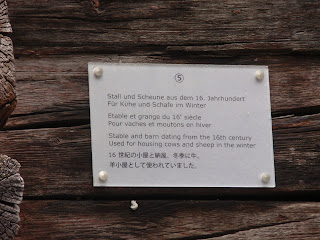 ⑤
Stall und Scheune aus dem 16. Jahrhundert
Für Kühe und Schafe im Winter
Etable et grange du 16e siècle
Pour vaches et moutons en hiver
Stable and barn dating from the 16th century
Used for housing cows and sheep in the winter
16 世紀の小屋と納屋。冬季に牛、
羊小屋として使われていました。